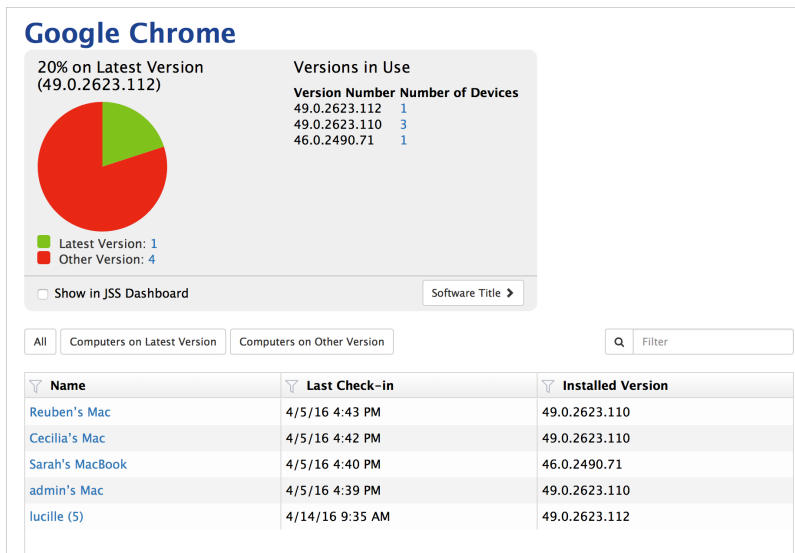 Google Chrome
20% on Latest Version
(49.0.2623.112)
Latest Version: 1
Other Version: 4
Versions in Use
Version Number Number of Devices
49.0.2623.112 1
49.0.2623.110 3
46.0.2490.71 1
Show in JSS Dashboard
Software Title
All
Computers on Latest Version
Computers on Other Version
Filter
Name Last Check-in Installed Version
Reuben's Mac 4/5/16 4:43 PM 49.0.2623.110
Cecilia's Mac 4/5/16 4:42 PM 49.0.2623.110
Sarah's MacBook 4/5/16 4:40 PM 46.0.2490.71
admin's Mac 4/5/16 4:39 PM 49.0.2623.110
lucille (5) 4/14/16 9:35 AM 49.0.2623.112